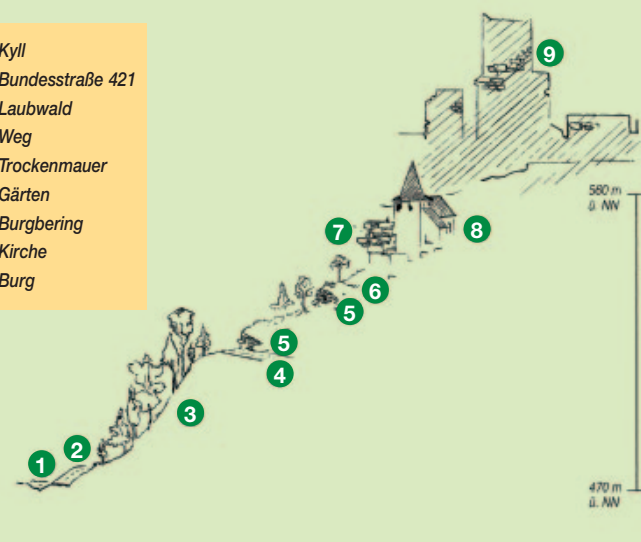 Kyll
Bundesstraße 421
Laubwald
Weg
Trockenmauer
Gärten
Burgbering
Kirche
Burg
9
560 m
ü. NN
7
8
6
5
5
4
3
2
1
470 m
ü. NN